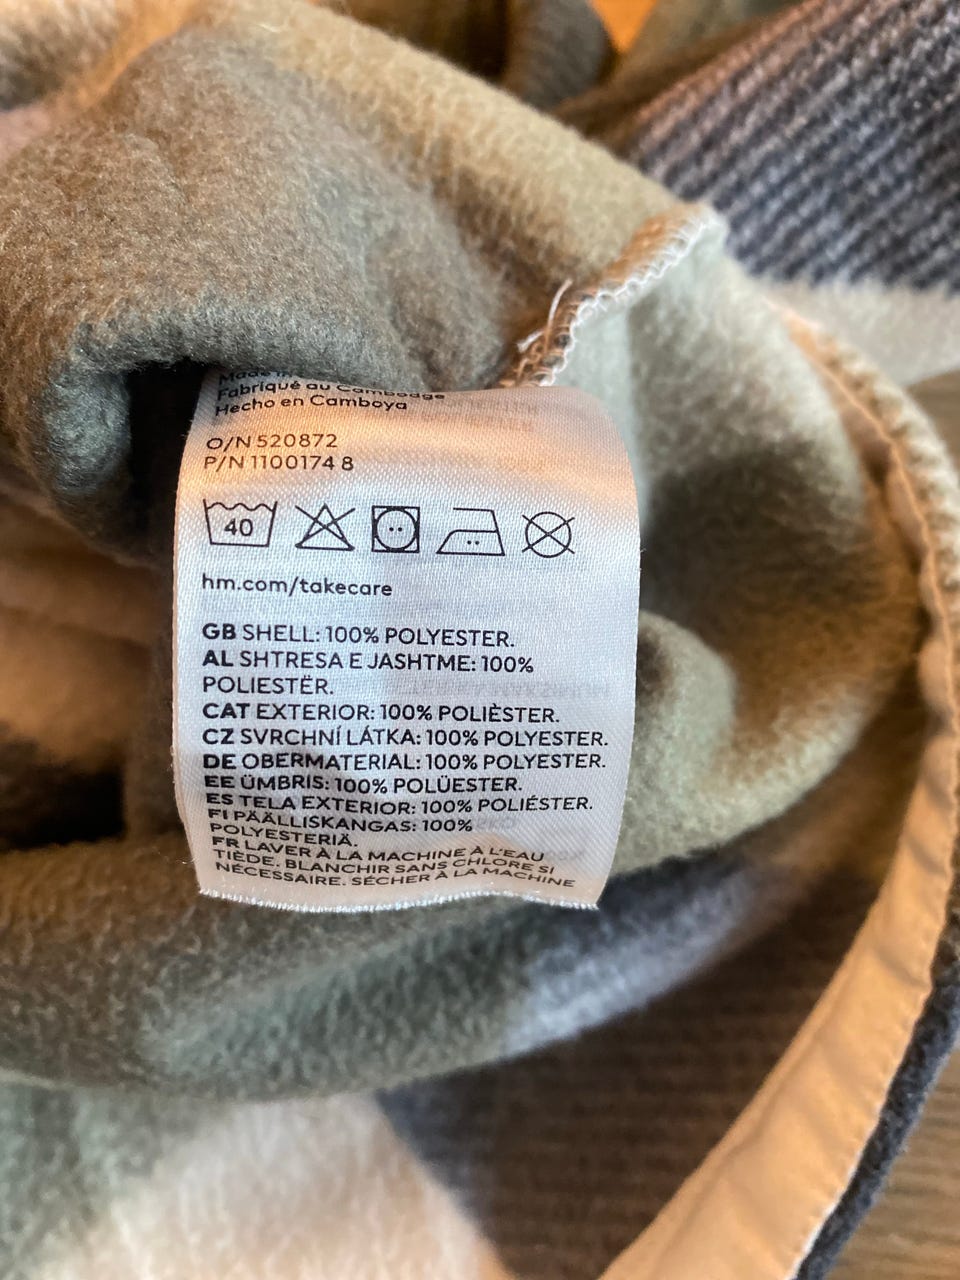 Made in
Fabriqué au Cambodge
Hecho en Camboya
O/N 520872
P/N 1100174 8
40
hm.com/takecare
GB SHELL: 100% POLYESTER.
AL SHTRESA E JASHTME: 100%
POLIESTËR.
CAT EXTERIOR: 100% POLIÈSTER.
CZ SVRCHNÍ LÁTKA: 100% POLYESTER.
DE OBERMATERIAL: 100% POLYESTER.
EE ÜMBRIS: 100% POLÜESTER.
ES TELA EXTERIOR: 100% POLIÉSTER.
FI PÄÄLLISKANGAS: 100%
POLYESTERIÄ.
FR LAVER À LA MACHINE À L'EAU
TIÈDE. BLANCHIR SANS CHLORE SI
NÉCESSAIRE. SÉCHER À LA MACHINE